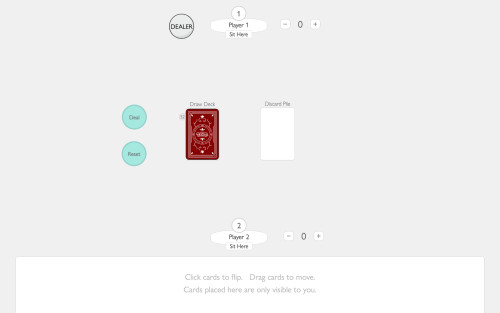 1
DEALER
Player 1
− 0 +
Sit Here
Draw Deck
Discard Pile
Deal
Reset
2
Player 2
− 0 +
Sit Here
Click cards to flip. Drag cards to move.
Cards placed here are only visible to you.